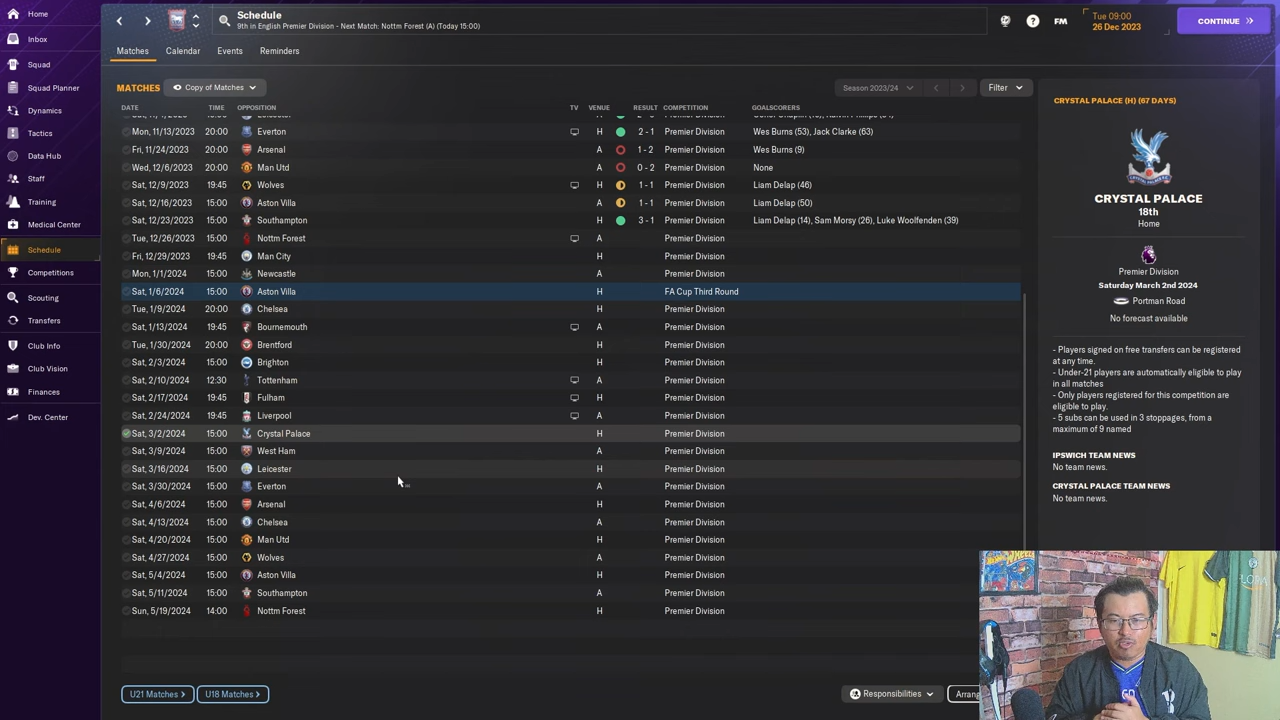 Home
Inbox
Squad
Squad Planner
Dynamics
Tactics
Data Hub
Staff
Training
Medical Center
Schedule
Competitions
Scouting
Transfers
Club Info
Club Vision
Finances
Dev. Center
Schedule
9th in English Premier Division - Next Match: Nottm Forest (A) (Today 15:00)
FM
Tue 09:00
26 Dec 2023
CONTINUE
Matches Calendar Events Reminders
MATCHES Copy of Matches Season 2023/24 Filter
DATE TIME OPPOSITION TV VENUE RESULT COMPETITION GOALSCORERS
Mon, 11/13/2023 20:00 Everton H 2 - 1 Premier Division Wes Burns (53), Jack Clarke (63)
Fri, 11/24/2023 20:00 Arsenal A 1 - 2 Premier Division Wes Burns (9)
Wed, 12/6/2023 20:00 Man Utd A 0 - 2 Premier Division None
Sat, 12/9/2023 19:45 Wolves H 1 - 1 Premier Division Liam Delap (46)
Sat, 12/16/2023 15:00 Aston Villa A 1 - 1 Premier Division Liam Delap (50)
Sat, 12/23/2023 15:00 Southampton H 3 - 1 Premier Division Liam Delap (14), Sam Morsy (26), Luke Woolfenden (39)
Tue, 12/26/2023 15:00 Nottm Forest A Premier Division
Fri, 12/29/2023 19:45 Man City H Premier Division
Mon, 1/1/2024 15:00 Newcastle A Premier Division
Sat, 1/6/2024 15:00 Aston Villa H FA Cup Third Round
Tue, 1/9/2024 20:00 Chelsea H Premier Division
Sat, 1/13/2024 19:45 Bournemouth A Premier Division
Tue, 1/30/2024 20:00 Brentford H Premier Division
Sat, 2/3/2024 15:00 Brighton H Premier Division
Sat, 2/10/2024 12:30 Tottenham A Premier Division
Sat, 2/17/2024 19:45 Fulham H Premier Division
Sat, 2/24/2024 19:45 Liverpool A Premier Division
Sat, 3/2/2024 15:00 Crystal Palace H Premier Division
Sat, 3/9/2024 15:00 West Ham A Premier Division
Sat, 3/16/2024 15:00 Leicester H Premier Division
Sat, 3/30/2024 15:00 Everton A Premier Division
Sat, 4/6/2024 15:00 Arsenal H Premier Division
Sat, 4/13/2024 15:00 Chelsea A Premier Division
Sat, 4/20/2024 15:00 Man Utd H Premier Division
Sat, 4/27/2024 15:00 Wolves A Premier Division
Sat, 5/4/2024 15:00 Aston Villa H Premier Division
Sat, 5/11/2024 15:00 Southampton A Premier Division
Sun, 5/19/2024 14:00 Nottm Forest H Premier Division
U21 Matches
U18 Matches
Responsibilities
Arrang
CRYSTAL PALACE (H) (67 DAYS)
CRYSTAL PALACE
18th
Home
Premier Division
Saturday March 2nd 2024
Portman Road
No forecast available
- Players signed on free transfers can be registered
at any time.
- Under-21 players are automatically eligible to play
in all matches
- Only players registered for this competition are
eligible to play.
- 5 subs can be used in 3 stoppages, from a
maximum of 9 named
IPSWICH TEAM NEWS
No team news.
CRYSTAL PALACE TEAM NEWS
No team news.